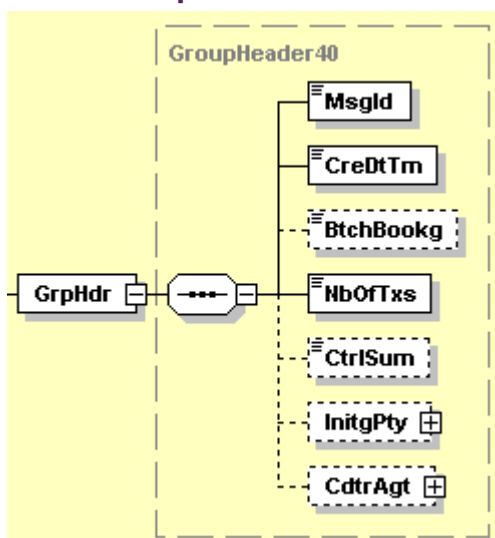 GroupHeader40
MsgId
CreDtTm
BtchBookg
GrpHdr
NbOfTxs
CtrlSum
InitgPty
CdtrAgt